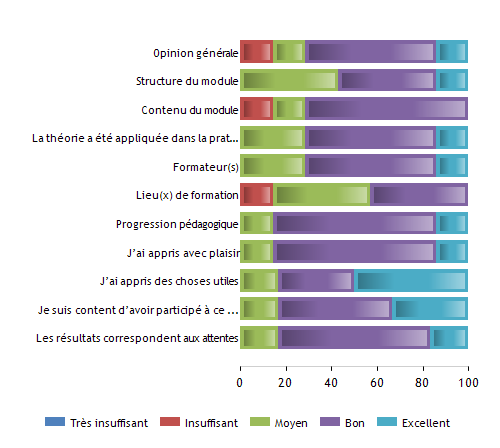 Opinion générale
Structure du module
Contenu du module
La théorie a été appliquée dans la prat...
Formateur(s)
Lieu(x) de formation
Progression pédagogique
J'ai appris avec plaisir
J'ai appris des choses utiles
Je suis content d'avoir participé à ce ...
Les résultats correspondent aux attentes
0 20 40 60 80 100
Très insuffisant Insuffisant Moyen Bon Excellent